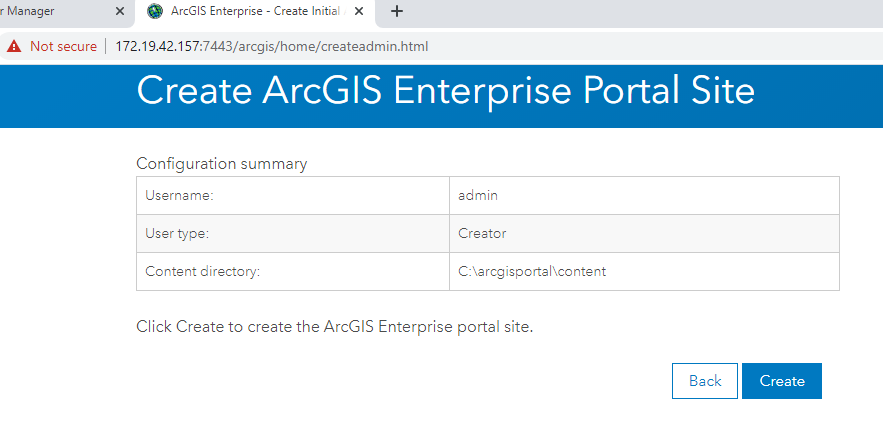 r Manager
ArcGIS Enterprise - Create Initial
Not secure 172.19.42.157:7443/arcgis/home/createadmin.html
Create ArcGIS Enterprise Portal Site
Configuration summary
Username: admin
User type: Creator
Content directory: C:\arcgisportal\content
Click Create to create the ArcGIS Enterprise portal site.
Back Create